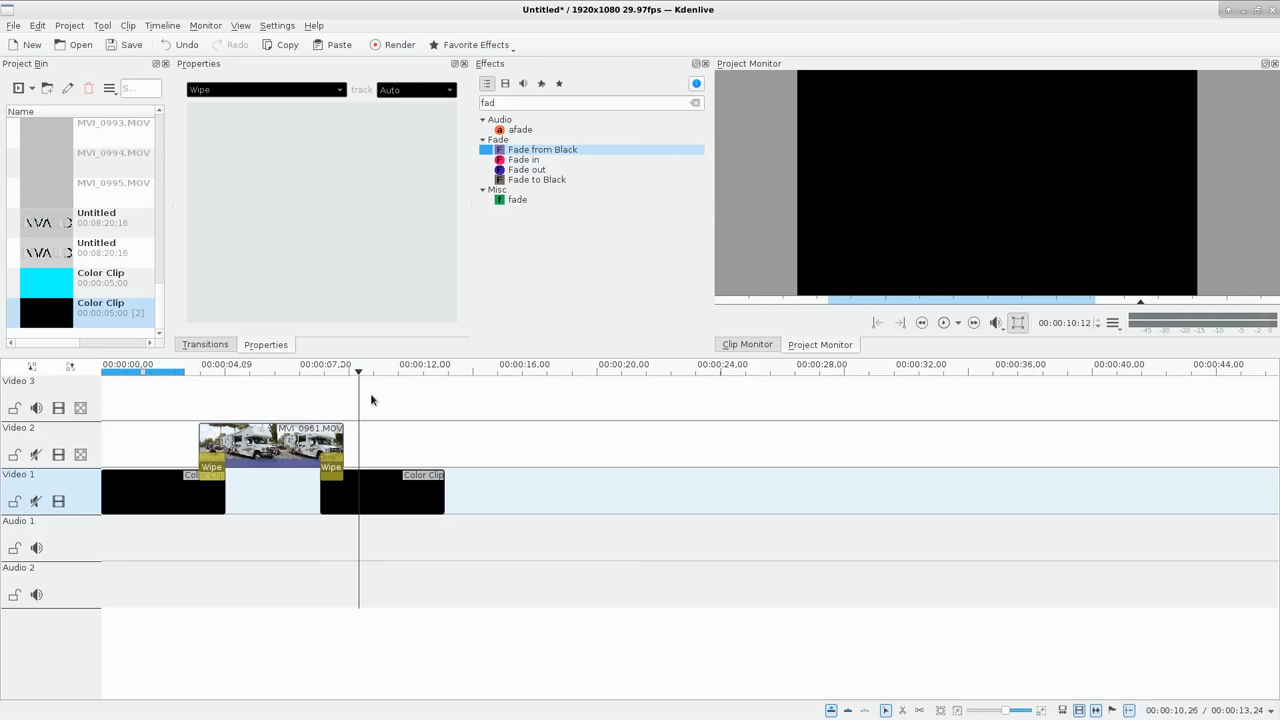 Untitled* / 1920x1080 29.97fps — Kdenlive
File Edit Project Tool Clip Timeline Monitor View Settings Help
New Open Save Undo Redo Copy Paste Render Favorite Effects
Project Bin
Properties
Effects
Project Monitor
S...
Wipe
track
Auto
fad
Name
MVI_0993.MOV
MVI_0994.MOV
MVI_0995.MOV
Untitled
00:08:20;16
Untitled
00:08:20;16
Color Clip
00:00:05;00
Color Clip
00:00:05;00 [2]
Audio
afade
Fade
Fade from Black
Fade in
Fade out
Fade to Black
Misc
fade
Transitions
Properties
Clip Monitor
Project Monitor
00:00:10:12
-45 -30 -20 -15 -10 -5 -2 0
00:00:00,00 00:00:04,09 00:00:07,20 00:00:12,00 00:00:16,00 00:00:20,00 00:00:24,00 00:00:28,00 00:00:32,00 00:00:36,00 00:00:40,00 00:00:44,00
Video 3
Video 2
MVI_0961.MOV
Wipe
Wipe
Video 1
Color Clip
Color Clip
Audio 1
Audio 2
00:00:10,26 / 00:00:13,24